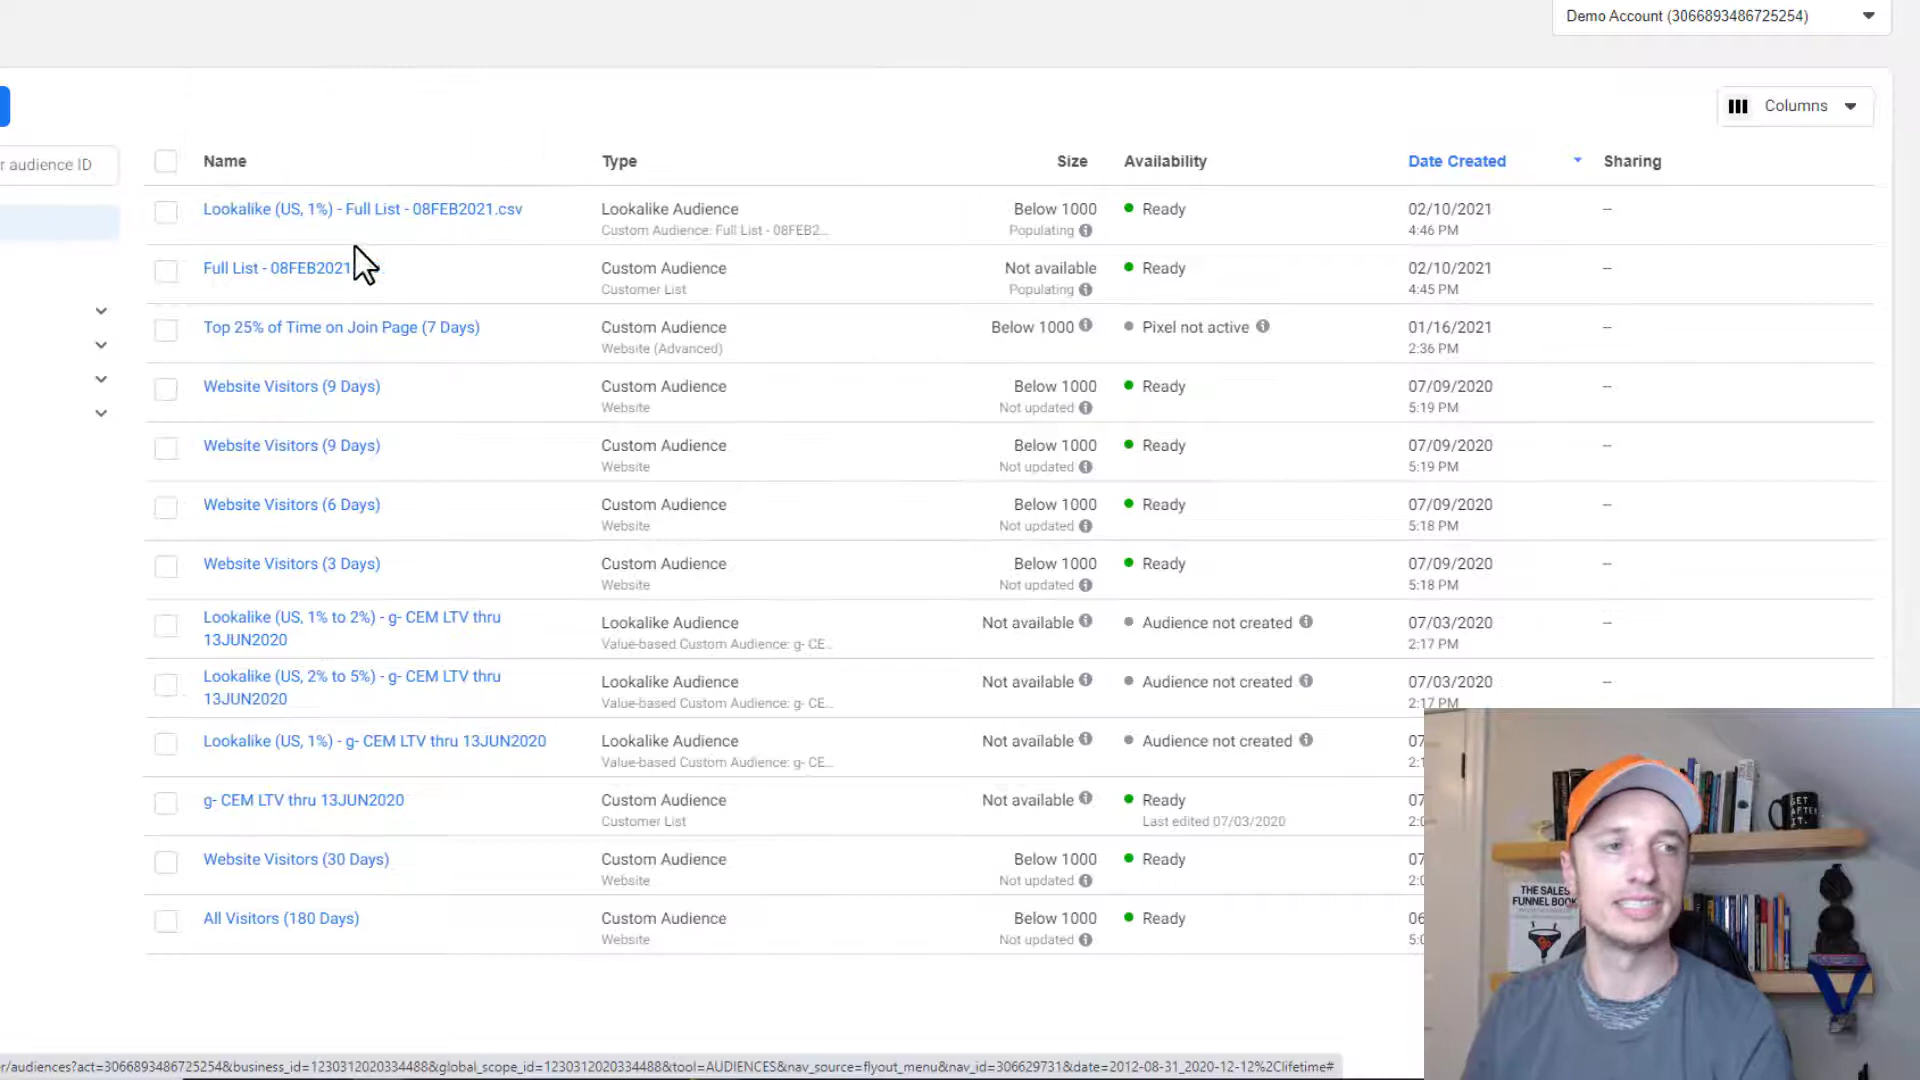 Demo Account (3066893486725254)
Columns
r audience ID
Name Type Size Availability Date Created Sharing
Lookalike (US, 1%) - Full List - 08FEB2021.csv Lookalike Audience Below 1000 Ready 02/10/2021 --
Custom Audience: Full List - 08FEB2... Populating 4:46 PM
Full List - 08FEB2021 Custom Audience Not available Ready 02/10/2021 --
Customer List Populating 4:45 PM
Top 25% of Time on Join Page (7 Days) Custom Audience Below 1000 Pixel not active 01/16/2021 --
Website (Advanced) 2:36 PM
Website Visitors (9 Days) Custom Audience Below 1000 Ready 07/09/2020 --
Website Not updated 5:19 PM
Website Visitors (9 Days) Custom Audience Below 1000 Ready 07/09/2020 --
Website Not updated 5:19 PM
Website Visitors (6 Days) Custom Audience Below 1000 Ready 07/09/2020 --
Website Not updated 5:18 PM
Website Visitors (3 Days) Custom Audience Below 1000 Ready 07/09/2020 --
Website Not updated 5:18 PM
Lookalike (US, 1% to 2%) - g- CEM LTV thru Lookalike Audience Not available Audience not created 07/03/2020 --
13JUN2020 Value-based Custom Audience: g- CE... 2:17 PM
Lookalike (US, 2% to 5%) - g- CEM LTV thru Lookalike Audience Not available Audience not created 07/03/2020 --
13JUN2020 Value-based Custom Audience: g- CE... 2:17 PM
Lookalike (US, 1%) - g- CEM LTV thru 13JUN2020 Lookalike Audience Not available Audience not created 07
Value-based Custom Audience: g- CE... 2:1
g- CEM LTV thru 13JUN2020 Custom Audience Not available Ready 07
Customer List Last edited 07/03/2020 2:0
Website Visitors (30 Days) Custom Audience Below 1000 Ready 07
Website Not updated 2:0
All Visitors (180 Days) Custom Audience Below 1000 Ready 06
Website Not updated 5:0
GET
AFTER
IT.
THE SALES
FUNNEL BOOK
r/audiences?act=3066893486725254&business_id=1230312020334488&global_scope_id=1230312020334488&tool=AUDIENCES&nav_source=flyout_menu&nav_id=306629731&date=2012-08-31_2020-12-12%2Clifetime#